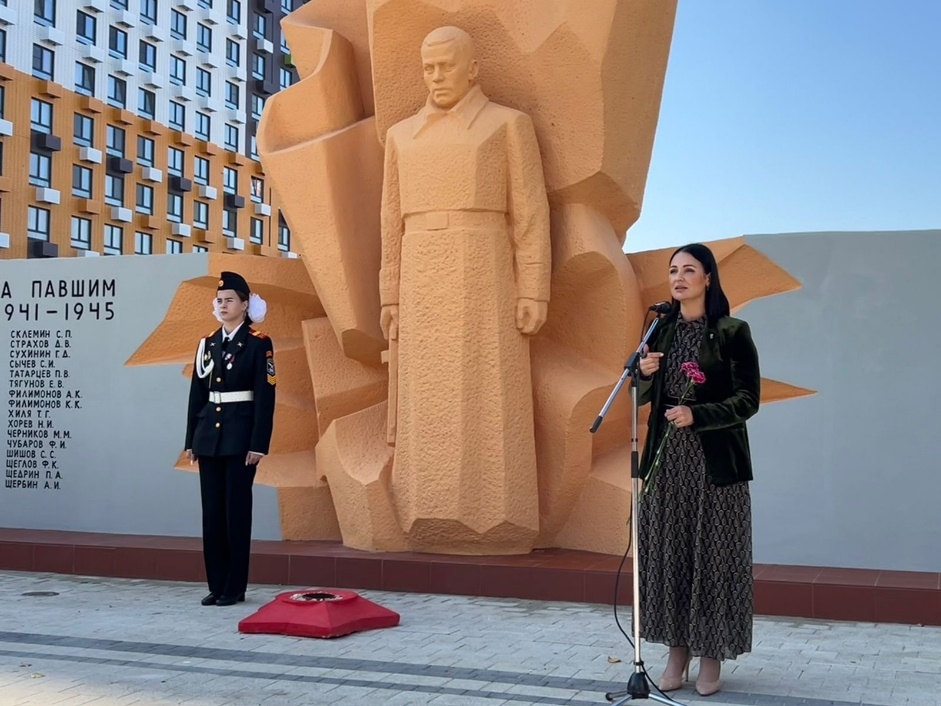 А ПАВШИМ
941-1945
СКЛЕМИН С.П.
СТРАХОВ Д.В.
СУХИНИН Г.Д.
СЫЧЕВ С.И.
ТАТАРЦЕВ П.В.
ТЯГУНОВ Е.В.
ФИЛИМОНОВ А.К.
ФИЛИМОНОВ К.К.
ХИЛЯ Т.Г.
ХОРЕВ Н.И.
ЧЕРНИКОВ М.М.
ЧУБАРОВ Ф.И.
ШИШОВ С.С.
ЩЕГЛОВ Ф.К.
ЩЕДРИН П.А.
ЩЕРБИН А.И.